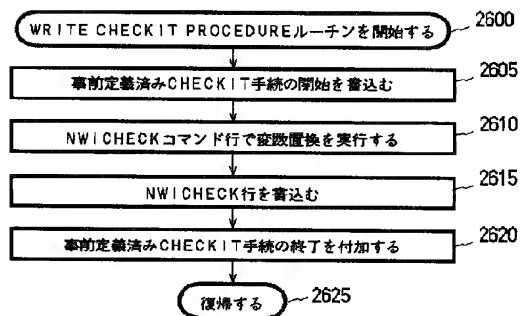 WRITE CHECKIT PROCEDUREルーチンを開始する
2600
事前定義済みCHECKIT手続の開始を書込む
2605
NWICHECKコマンド行で変数置換を実行する
2610
NWICHECK行を書込む
2615
事前定義済みCHECKIT手続の終了を付加する
2620
復帰する
2625